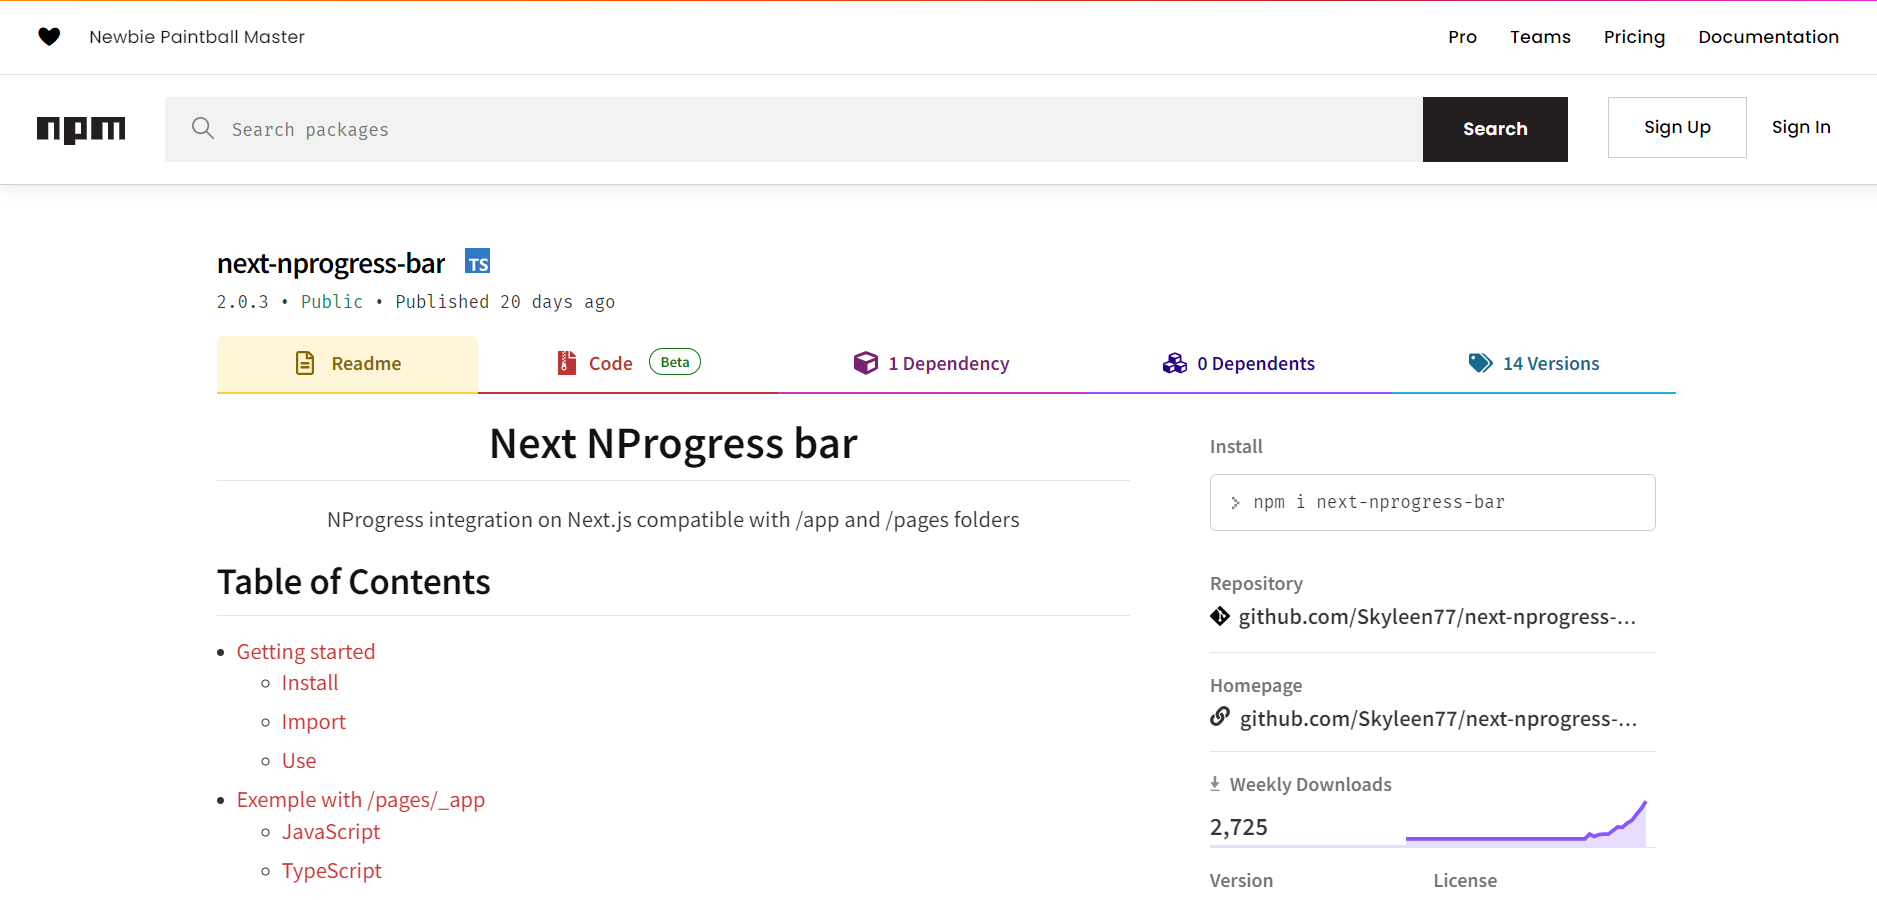 Newbie Paintball Master
Pro Teams Pricing Documentation
npm
Search packages
Search
Sign Up
Sign In
next-nprogress-bar TS
2.0.3 • Public • Published 20 days ago
Readme
Code Beta
1 Dependency
0 Dependents
14 Versions
Next NProgress bar
NProgress integration on Next.js compatible with /app and /pages folders
Table of Contents
• Getting started
◦ Install
◦ Import
◦ Use
• Exemple with /pages/_app
◦ JavaScript
◦ TypeScript
Install
> npm i next-nprogress-bar
Repository
github.com/Skyleen77/next-nprogress-...
Homepage
github.com/Skyleen77/next-nprogress-...
Weekly Downloads
2,725
Version License